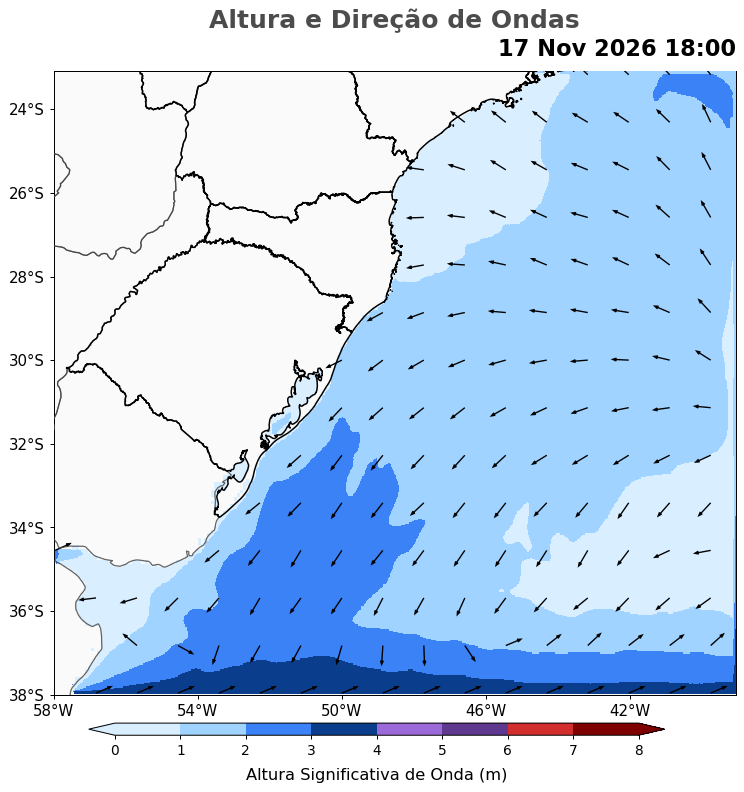 Altura e Direção de Ondas
17 Nov 2026 18:00
24°S
26°S
28°S
30°S
32°S
34°S
36°S
38°S
58°W 54°W 50°W 46°W 42°W
0 1 2 3 4 5 6 7 8
Altura Significativa de Onda (m)